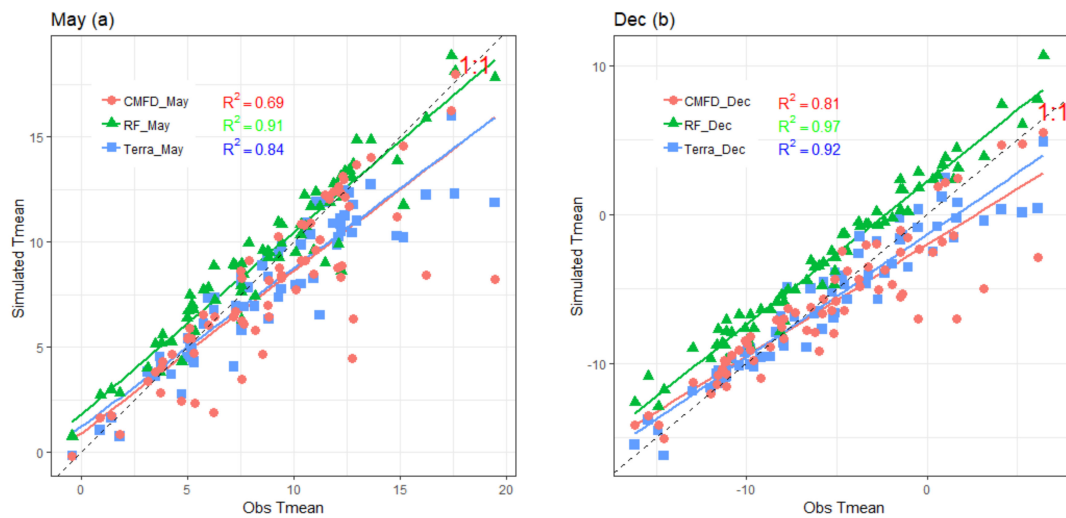 May (a)
Simulated Tmean
15
10
5
0
CMFD_May R² = 0.69
RF_May R² = 0.91
Terra_May R² = 0.84
1:1
0 5 10 15 20
Obs Tmean
Dec (b)
Simulated Tmean
10
0
-10
CMFD_Dec R² = 0.81
RF_Dec R² = 0.97
Terra_Dec R² = 0.92
1:1
-10 0
Obs Tmean